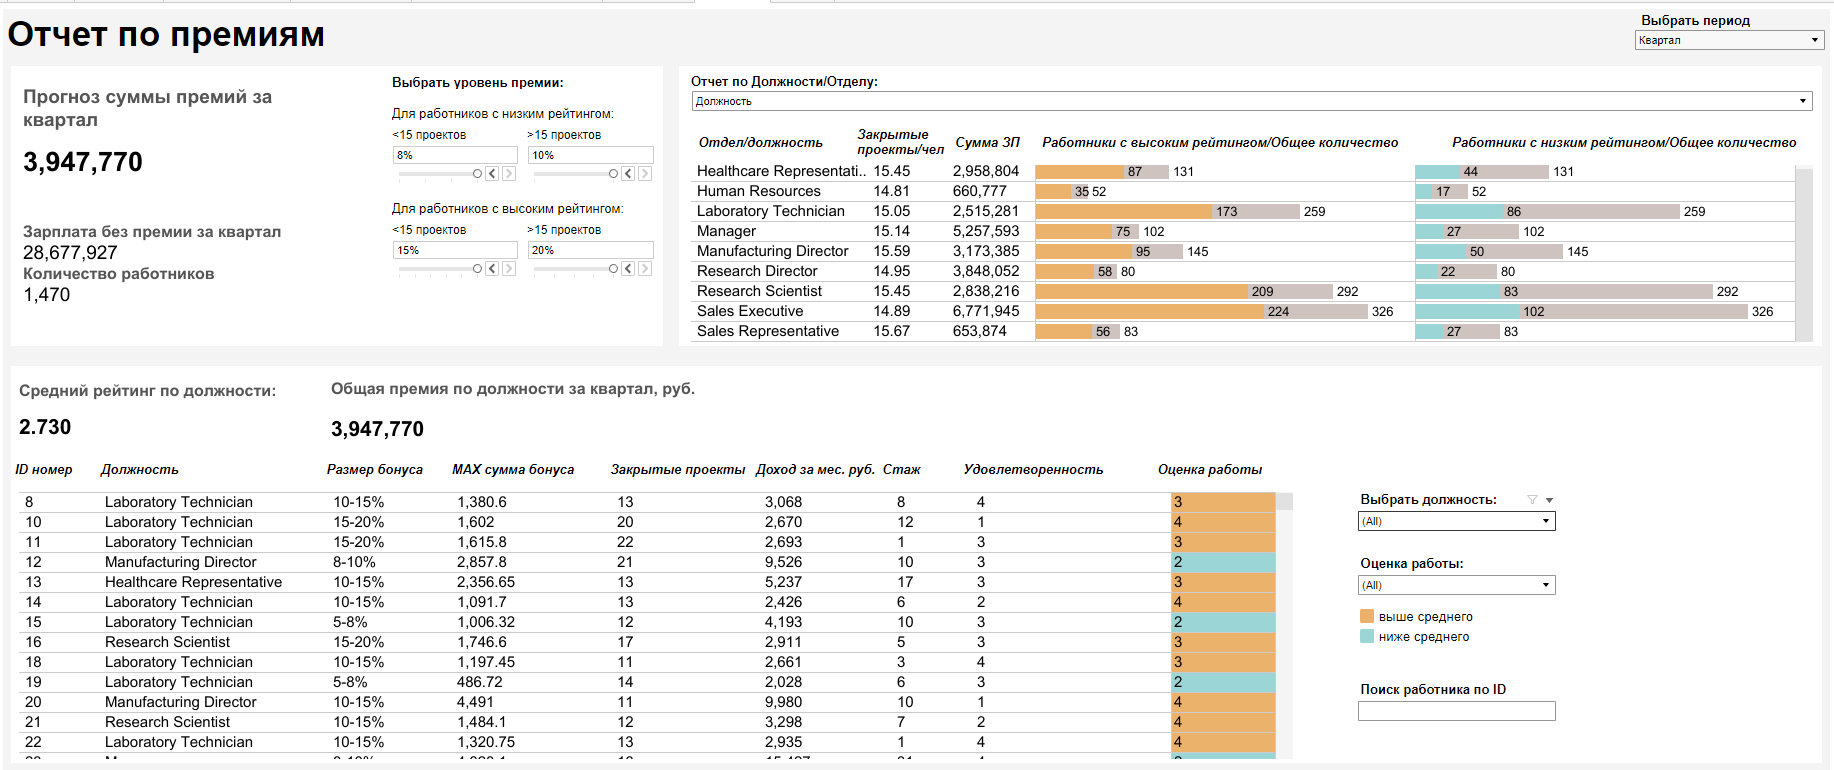 Отчет по премиям
Выбрать период
Квартал
Прогноз суммы премий за
квартал
3,947,770
Зарплата без премии за квартал
28,677,927
Количество работников
1,470
Выбрать уровень премии:
Для работников с низким рейтингом:
<15 проектов >15 проектов
8% 10%
Для работников с высоким рейтингом:
<15 проектов >15 проектов
15% 20%
Отчет по Должности/Отделу:
Должность
Отдел/должность Закрытые проекты/чел Сумма ЗП Работники с высоким рейтингом/Общее количество Работники с низким рейтингом/Общее количество
Healthcare Representati.. 15.45 2,958,804 87 131 44 131
Human Resources 14.81 660,777 35 52 17 52
Laboratory Technician 15.05 2,515,281 173 259 86 259
Manager 15.14 5,257,593 75 102 27 102
Manufacturing Director 15.59 3,173,385 95 145 50 145
Research Director 14.95 3,848,052 58 80 22 80
Research Scientist 15.45 2,838,216 209 292 83 292
Sales Executive 14.89 6,771,945 224 326 102 326
Sales Representative 15.67 653,874 56 83 27 83
Средний рейтинг по должности:
2.730
Общая премия по должности за квартал, руб.
3,947,770
ID номер Должность Размер бонуса MAX сумма бонуса Закрытые проекты Доход за мес. руб. Стаж Удовлетворенность Оценка работы
8 Laboratory Technician 10-15% 1,380.6 13 3,068 8 4 3
10 Laboratory Technician 15-20% 1,602 20 2,670 12 1 4
11 Laboratory Technician 15-20% 1,615.8 22 2,693 1 3 3
12 Manufacturing Director 8-10% 2,857.8 21 9,526 10 3 2
13 Healthcare Representative 10-15% 2,356.65 13 5,237 17 3 3
14 Laboratory Technician 10-15% 1,091.7 13 2,426 6 2 4
15 Laboratory Technician 5-8% 1,006.32 12 4,193 10 3 2
16 Research Scientist 15-20% 1,746.6 17 2,911 5 3 3
18 Laboratory Technician 10-15% 1,197.45 11 2,661 3 4 3
19 Laboratory Technician 5-8% 486.72 14 2,028 6 3 2
20 Manufacturing Director 10-15% 4,491 11 9,980 10 1 4
21 Research Scientist 10-15% 1,484.1 12 3,298 7 2 4
22 Laboratory Technician 10-15% 1,320.75 13 2,935 1 4 4
Выбрать должность:
(All)
Оценка работы:
(All)
выше среднего
ниже среднего
Поиск работника по ID